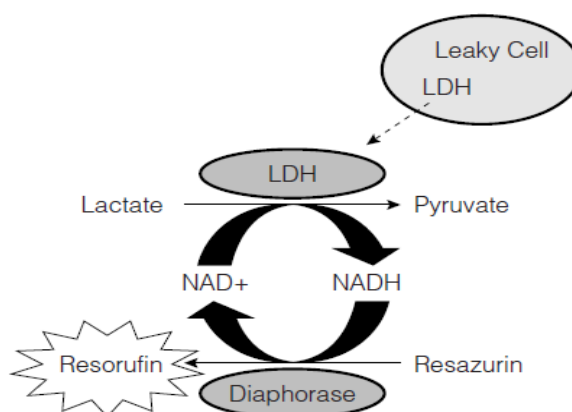 Leaky Cell
LDH
LDH
Lactate
Pyruvate
NAD+
NADH
Resorufin
Resazurin
Diaphorase